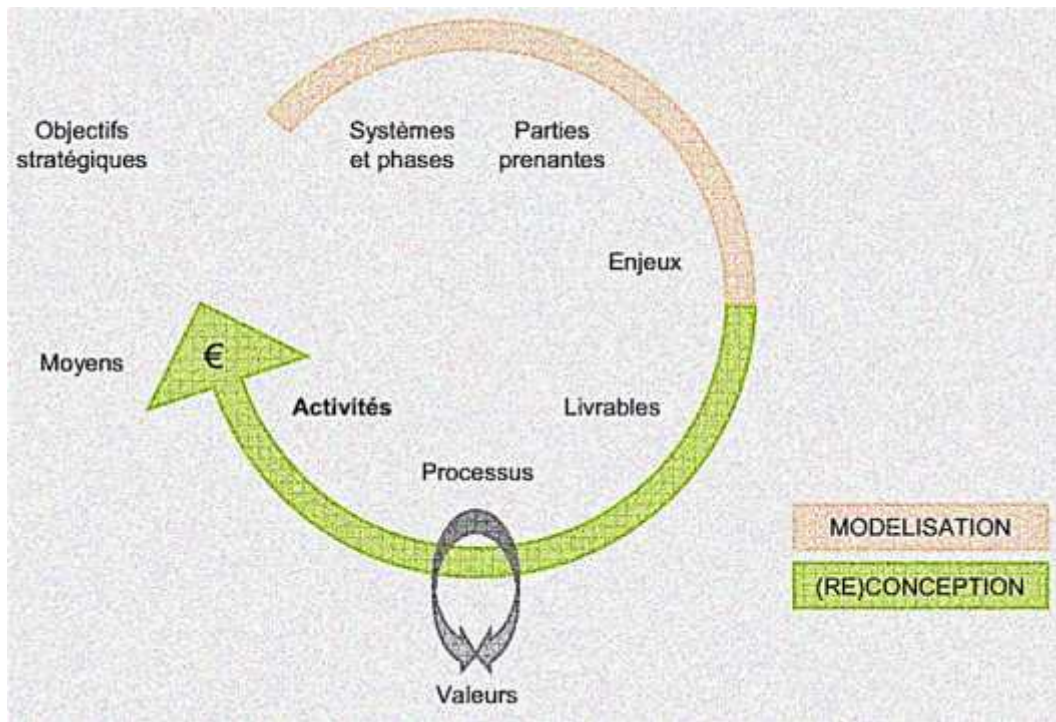 Objectifs
stratégiques
Systèmes
et phases
Parties
prenantes
Enjeux
Moyens
€
Activités
Livrables
Processus
MODELISATION
(RE)CONCEPTION
Valeurs